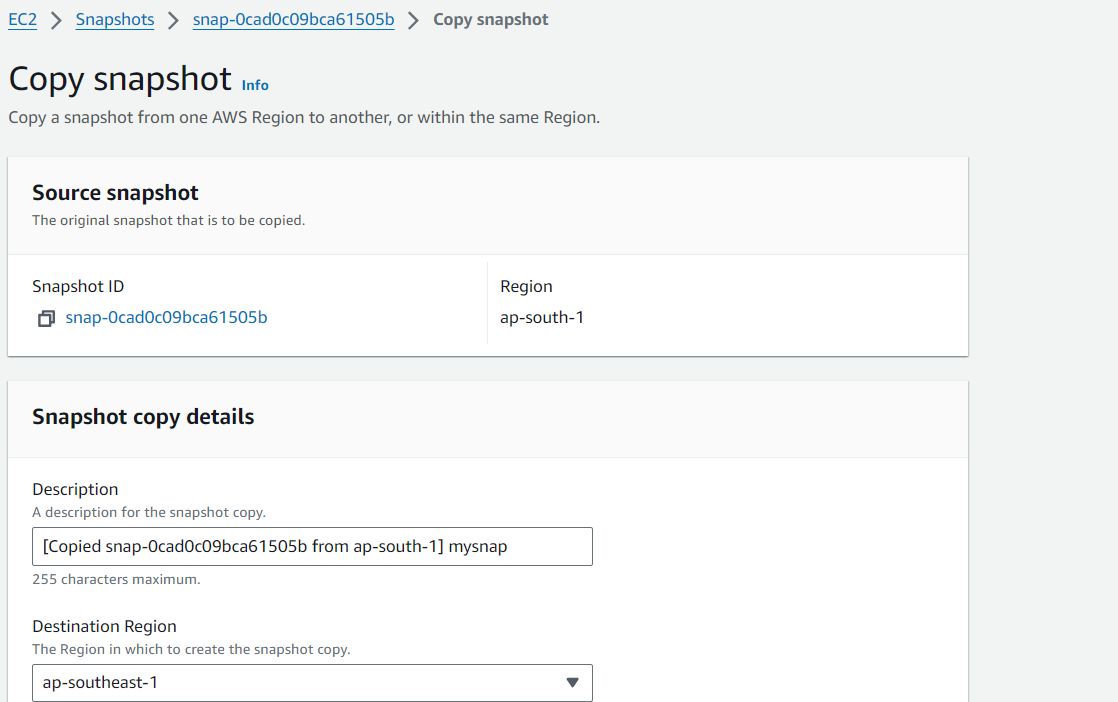 EC2 > Snapshots > snap-0cad0c09bca61505b > Copy snapshot
Copy snapshot Info
Copy a snapshot from one AWS Region to another, or within the same Region.
Source snapshot
The original snapshot that is to be copied.
Snapshot ID
snap-0cad0c09bca61505b
Region
ap-south-1
Snapshot copy details
Description
A description for the snapshot copy.
[Copied snap-0cad0c09bca61505b from ap-south-1] mysnap
255 characters maximum.
Destination Region
The Region in which to create the snapshot copy.
ap-southeast-1